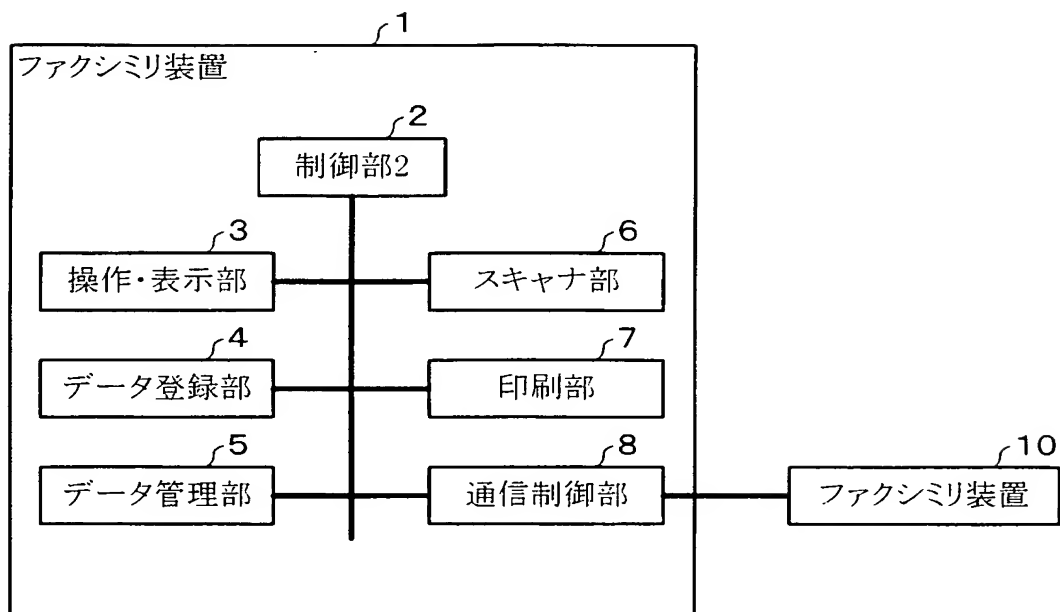 1
ファクシミリ装置
2
制御部2
3
操作・表示部
6
スキャナ部
4
データ登録部
7
印刷部
5
データ管理部
8
通信制御部
10
ファクシミリ装置